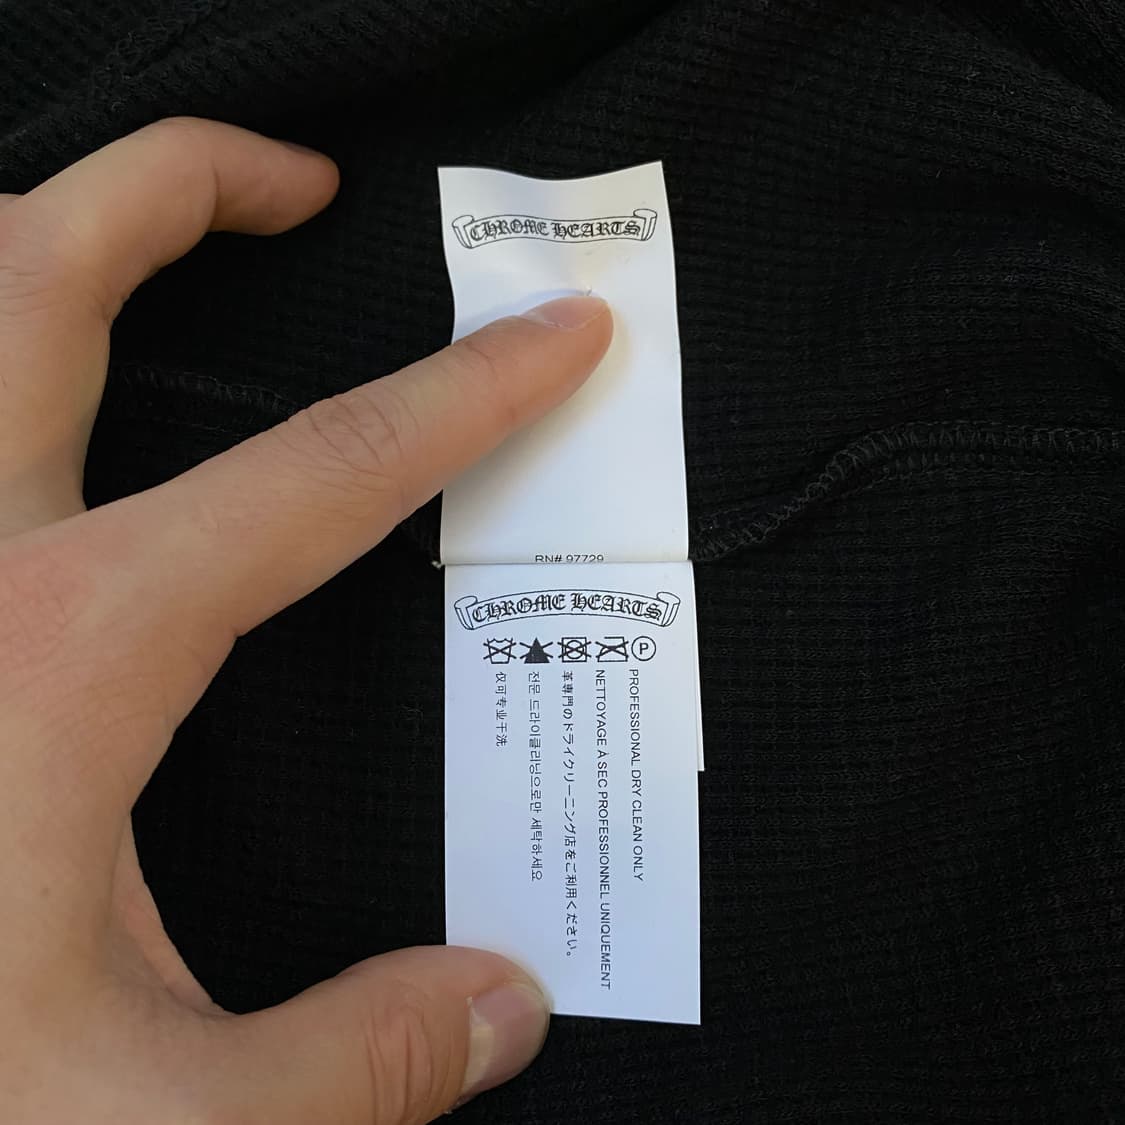 CHROME HEARTS
RN# 97729
CHROME HEARTS
P
PROFESSIONAL DRY CLEAN ONLY
NETTOYAGE À SEC PROFESSIONNEL UNIQUEMENT
革専門のドライクリーニング店をご利用ください。
전문 드라이클리닝으로만 세탁하세요
仅可专业干洗